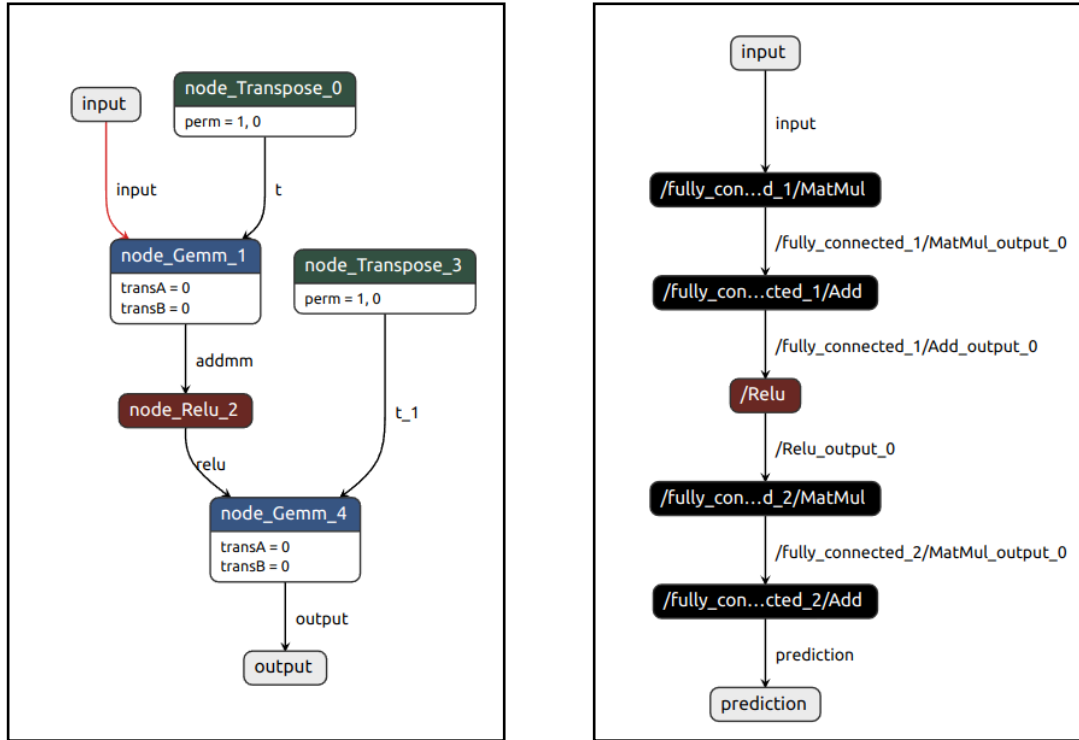 input
node_Transpose_0
perm = 1, 0
input
t
node_Gemm_1
transA = 0
transB = 0
node_Transpose_3
perm = 1, 0
addmm
node_Relu_2
t_1
relu
node_Gemm_4
transA = 0
transB = 0
output
output
input
input
/fully_con...d_1/MatMul
/fully_connected_1/MatMul_output_0
/fully_con...cted_1/Add
/fully_connected_1/Add_output_0
/Relu
/Relu_output_0
/fully_con...d_2/MatMul
/fully_connected_2/MatMul_output_0
/fully_con...cted_2/Add
prediction
prediction